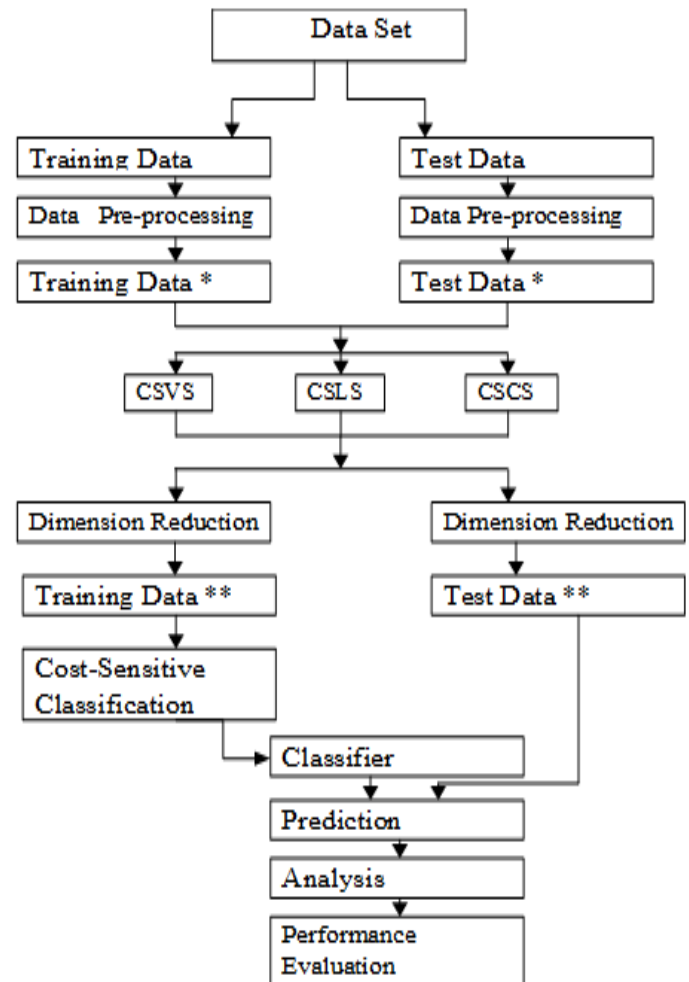 Data Set
Training Data
Test Data
Data Pre-processing
Data Pre-processing
Training Data *
Test Data *
CSVS
CSLS
CSCS
Dimension Reduction
Dimension Reduction
Training Data **
Test Data **
Cost-Sensitive
Classification
Classifier
Prediction
Analysis
Performance
Evaluation